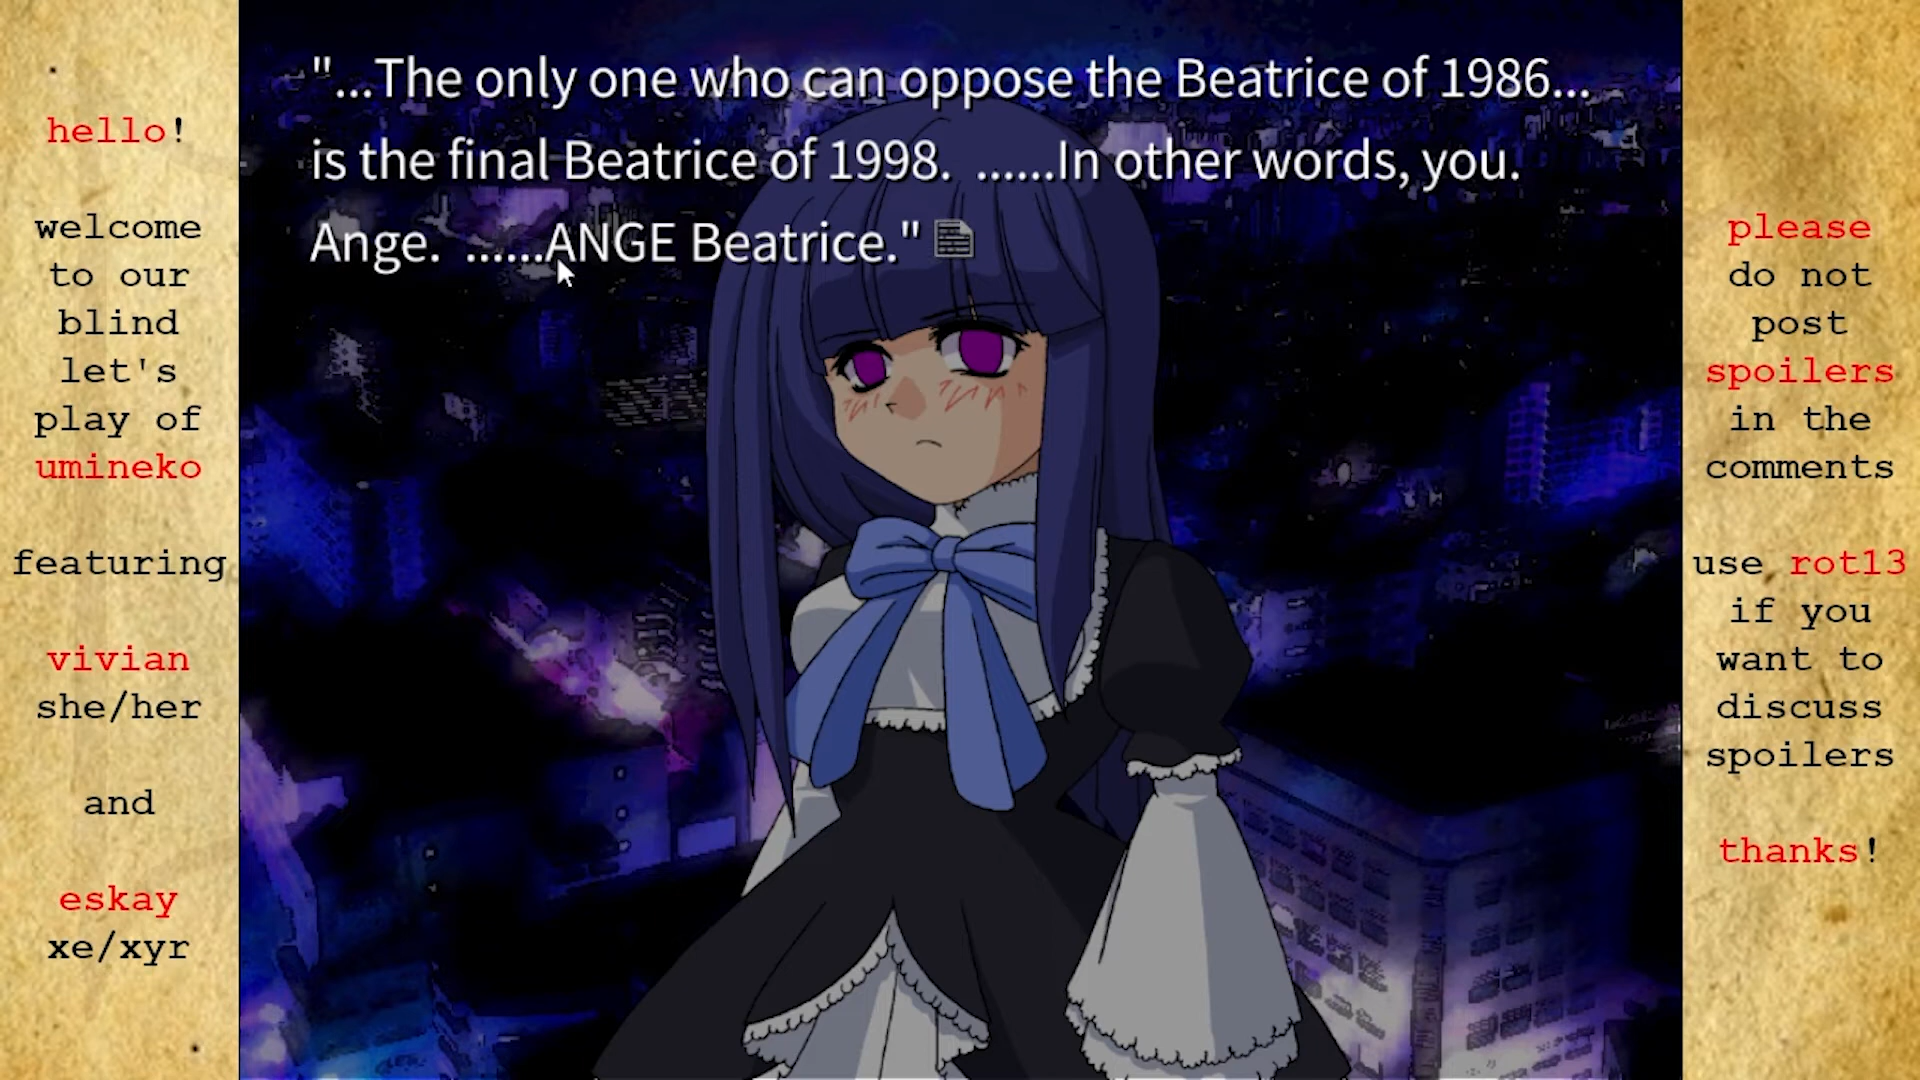 hello!
welcome
to our
blind
let's
play of
umineko
featuring
vivian
she/her
and
eskay
xe/xyr
"...The only one who can oppose the Beatrice of 1986...
is the final Beatrice of 1998.  ......In other words, you.
Ange.  ......ANGE Beatrice."
please
do not
post
spoilers
in the
comments
use rot13
if you
want to
discuss
spoilers
thanks!